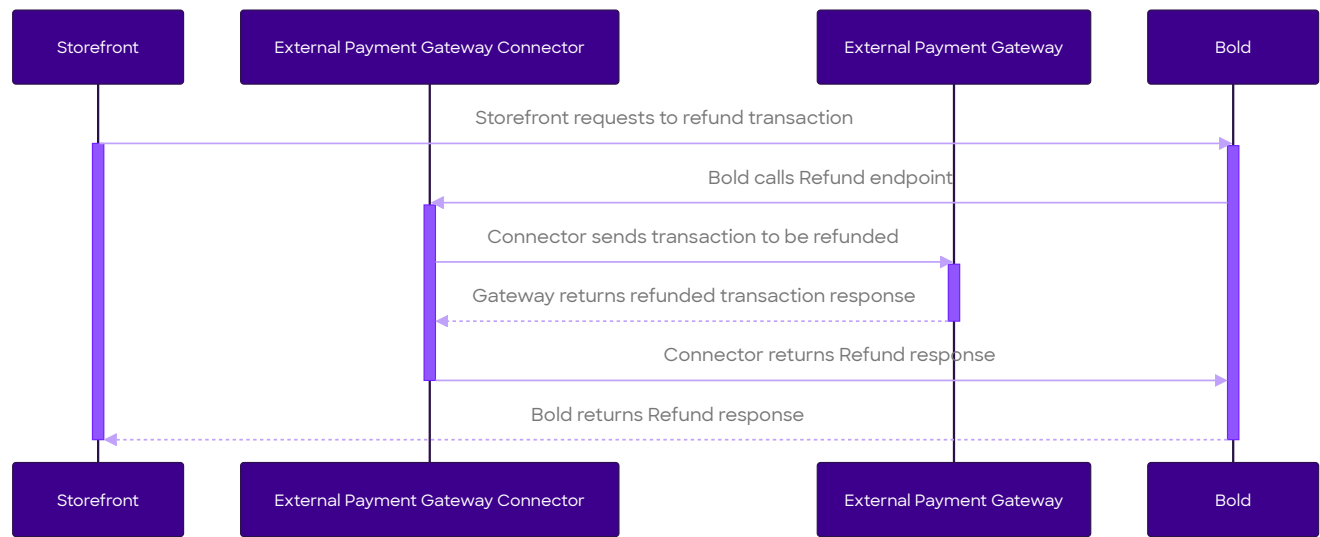 Storefront
External Payment Gateway Connector
External Payment Gateway
Bold
Storefront requests to refund transaction
Bold calls Refund endpoint
Connector sends transaction to be refunded
Gateway returns refunded transaction response
Connector returns Refund response
Bold returns Refund response
Storefront
External Payment Gateway Connector
External Payment Gateway
Bold